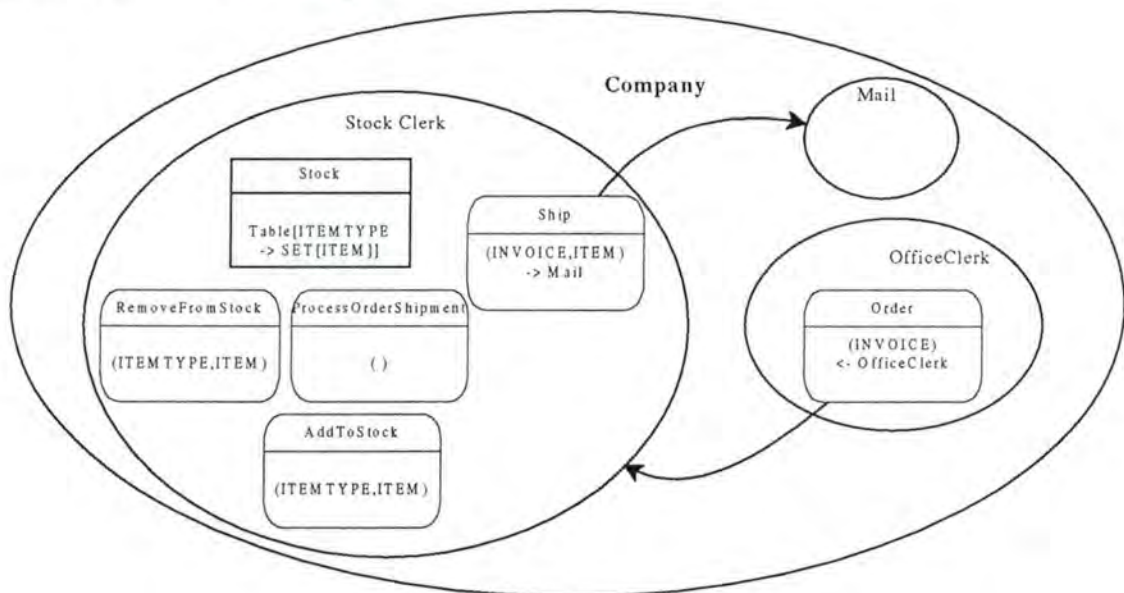 Company
Mail
Stock Clerk
Stock
Table[ITEMTYPE
-> SET[ITEM]]
Ship
(INVOICE,ITEM)
-> Mail
OfficeClerk
Order
(INVOICE)
<- OfficeClerk
RemoveFromStock
(ITEMTYPE,ITEM)
ProcessOrderShipment
()
AddToStock
(ITEMTYPE,ITEM)